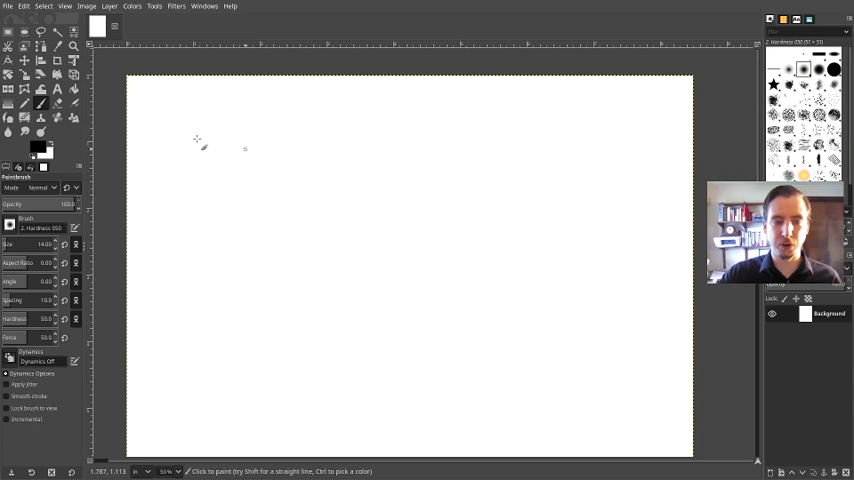 File Edit Select View Image Layer Colors Tools Filters Windows Help
2. Hardness 050 (51 × 51)
Paintbrush
Mode Normal
Opacity 100.0
Brush
2. Hardness 050
Size 14.00
Aspect Ratio 0.00
Angle 0.00
Spacing 10.0
Hardness 50.0
Force 50.0
Dynamics
Dynamics Off
Dynamics Options
Apply Jitter
Smooth stroke
Lock brush to view
Incremental
Lock:
Background
1.787, 1.113 in 50% Click to paint (try Shift for a straight line, Ctrl to pick a color)